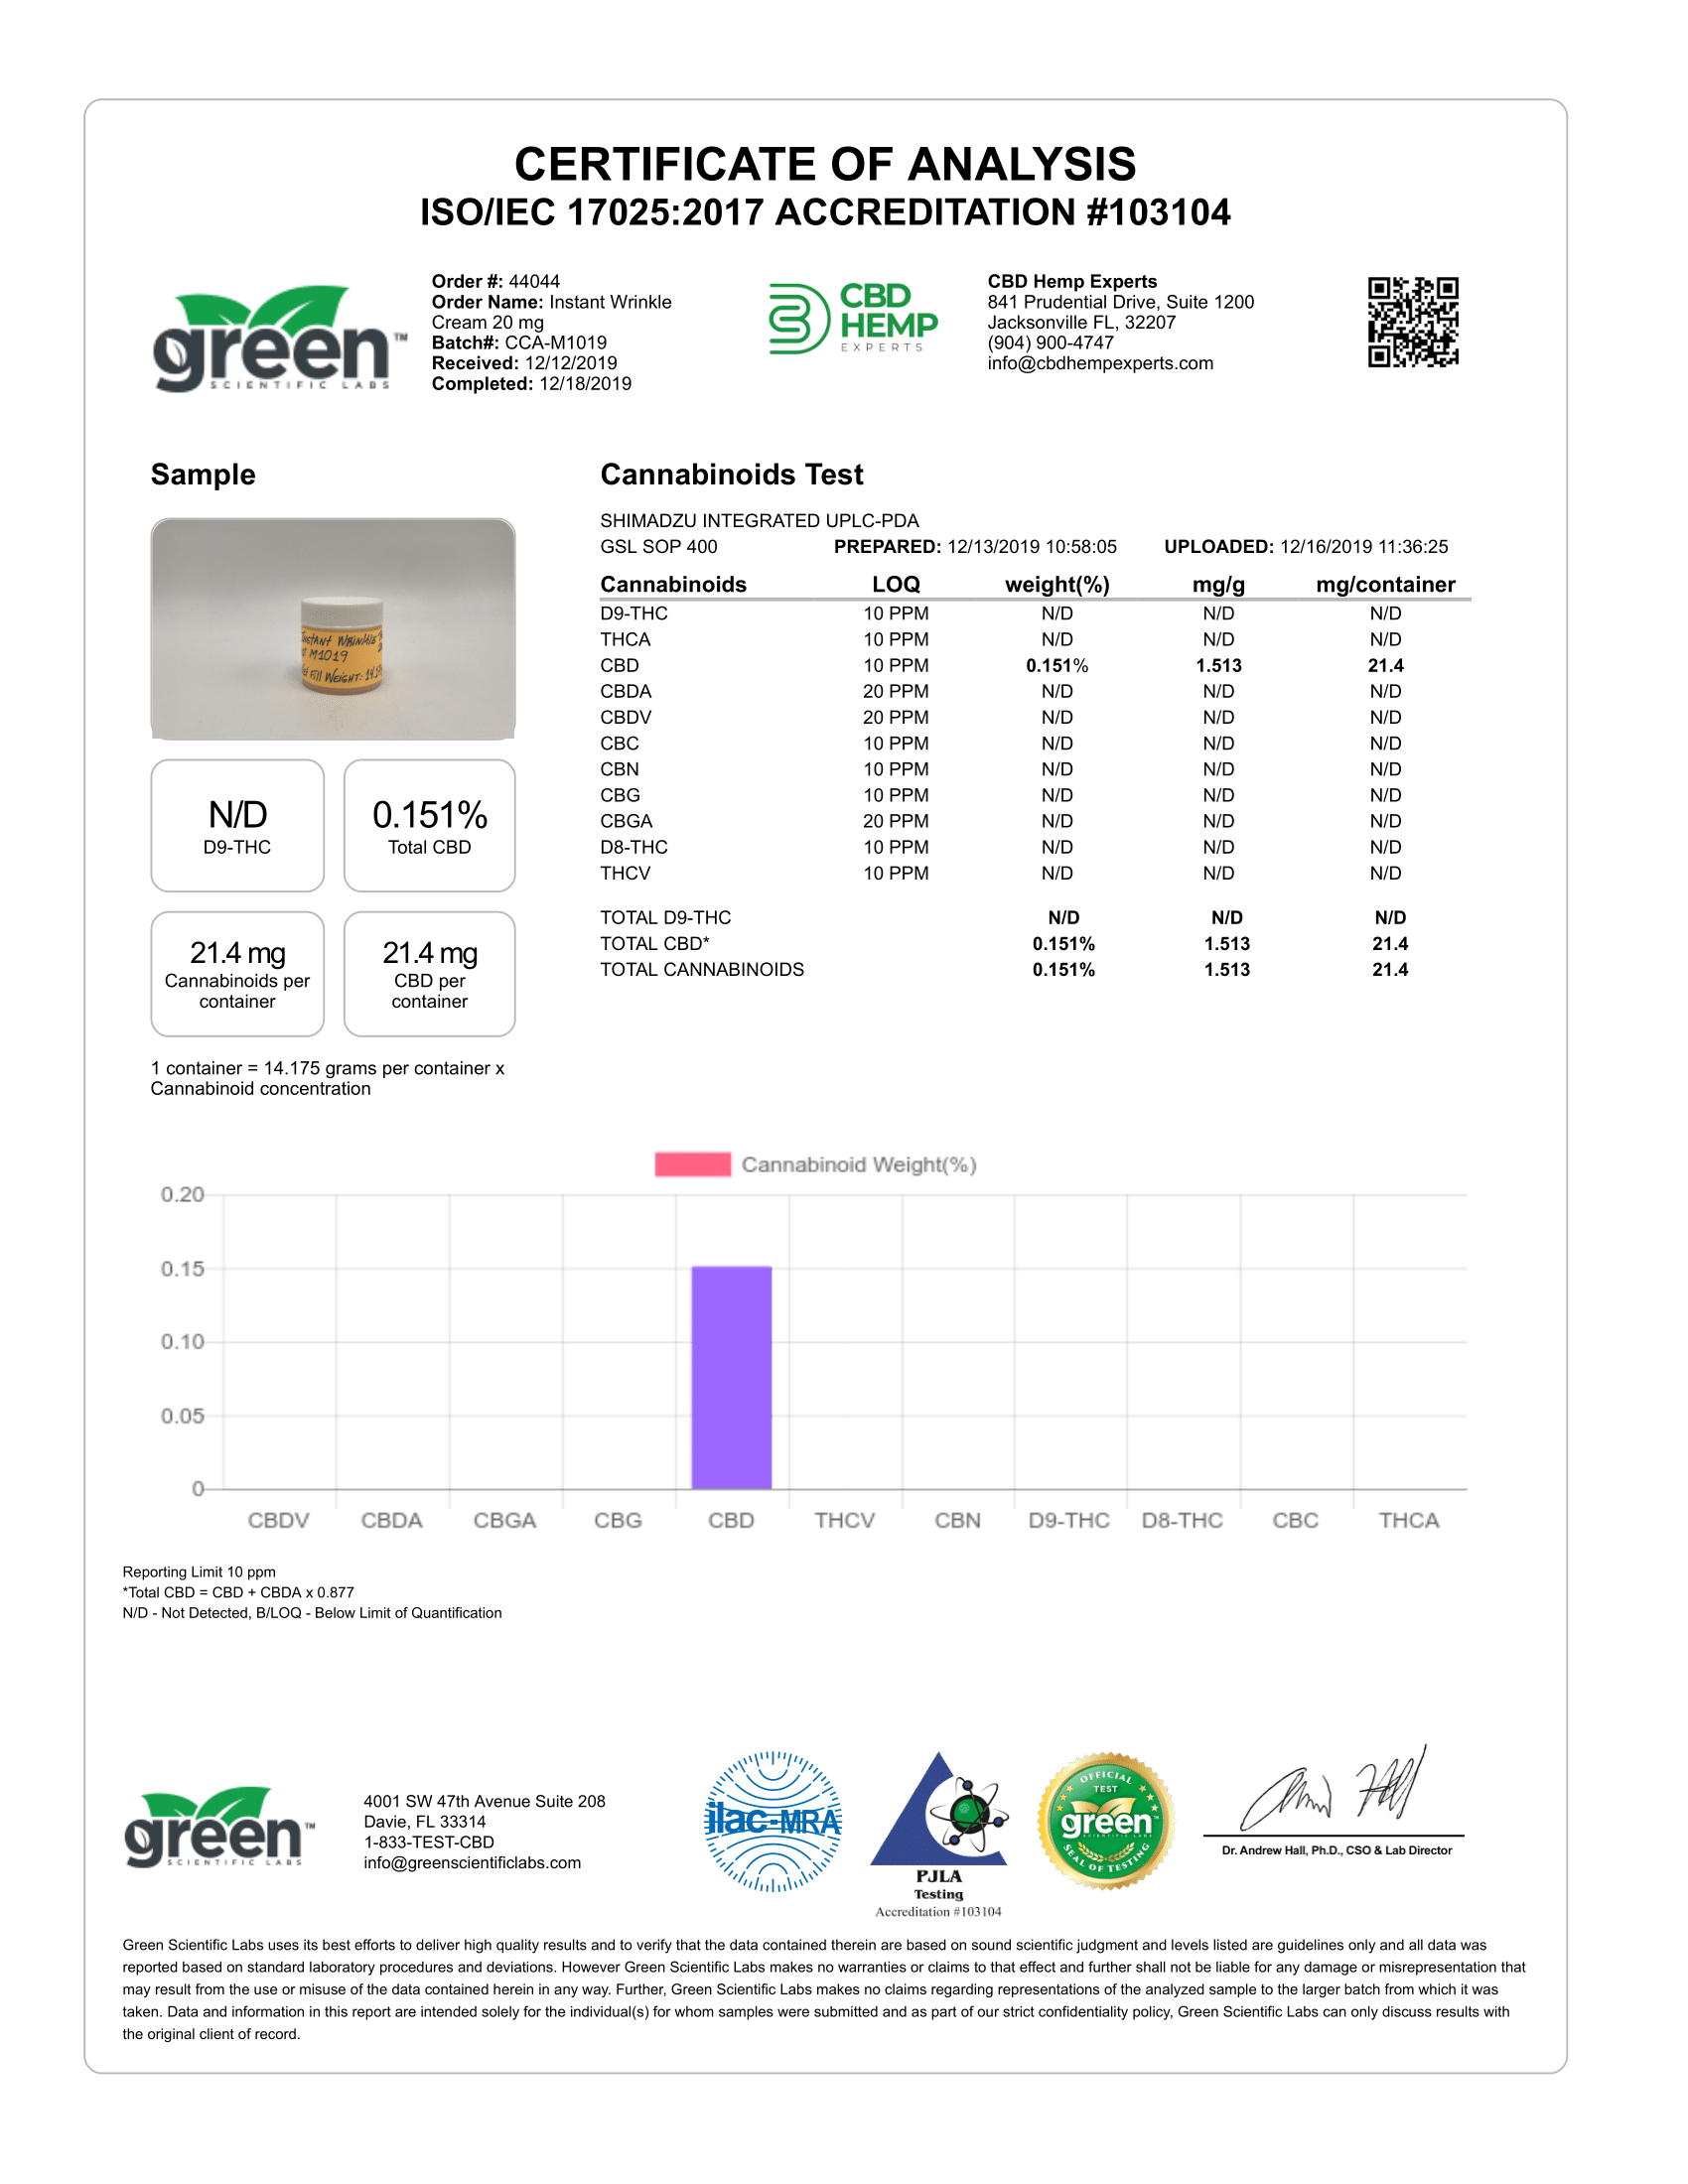 CERTIFICATE OF ANALYSIS
ISO/IEC 17025:2017 ACCREDITATION #103104
green™
SCIENTIFIC LABS
Order #: 44044
Order Name: Instant Wrinkle
Cream 20 mg
Batch#: CCA-M1019
Received: 12/12/2019
Completed: 12/18/2019
CBD
HEMP
EXPERTS
CBD Hemp Experts
841 Prudential Drive, Suite 1200
Jacksonville FL, 32207
(904) 900-4747
info@cbdhempexperts.com
Sample
INSTANT WRINKLE
M1019
Fill WEIGHT:
N/D
D9-THC
0.151%
Total CBD
21.4 mg
Cannabinoids per
container
21.4 mg
CBD per
container
1 container = 14.175 grams per container x
Cannabinoid concentration
Cannabinoids Test
SHIMADZU INTEGRATED UPLC-PDA
GSL SOP 400 PREPARED: 12/13/2019 10:58:05 UPLOADED: 12/16/2019 11:36:25
Cannabinoids LOQ weight(%) mg/g mg/container
D9-THC 10 PPM N/D N/D N/D
THCA 10 PPM N/D N/D N/D
CBD 10 PPM 0.151% 1.513 21.4
CBDA 20 PPM N/D N/D N/D
CBDV 20 PPM N/D N/D N/D
CBC 10 PPM N/D N/D N/D
CBN 10 PPM N/D N/D N/D
CBG 10 PPM N/D N/D N/D
CBGA 20 PPM N/D N/D N/D
D8-THC 10 PPM N/D N/D N/D
THCV 10 PPM N/D N/D N/D
TOTAL D9-THC N/D N/D N/D
TOTAL CBD* 0.151% 1.513 21.4
TOTAL CANNABINOIDS 0.151% 1.513 21.4
Cannabinoid Weight(%)
0.20
0.15
0.10
0.05
0
CBDV CBDA CBGA CBG CBD THCV CBN D9-THC D8-THC CBC THCA
Reporting Limit 10 ppm
*Total CBD = CBD + CBDA x 0.877
N/D - Not Detected, B/LOQ - Below Limit of Quantification
green™
SCIENTIFIC LABS
4001 SW 47th Avenue Suite 208
Davie, FL 33314
1-833-TEST-CBD
info@greenscientificlabs.com
ilac-MRA
PJLA
Testing
Accreditation #103104
OFFICIAL
TEST
green™
SCIENTIFIC LABS
SEAL OF TESTING
Dr. Andrew Hall, Ph.D., CSO & Lab Director
Green Scientific Labs uses its best efforts to deliver high quality results and to verify that the data contained therein are based on sound scientific judgment and levels listed are guidelines only and all data was
reported based on standard laboratory procedures and deviations. However Green Scientific Labs makes no warranties or claims to that effect and further shall not be liable for any damage or misrepresentation that
may result from the use or misuse of the data contained herein in any way. Further, Green Scientific Labs makes no claims regarding representations of the analyzed sample to the larger batch from which it was
taken. Data and information in this report are intended solely for the individual(s) for whom samples were submitted and as part of our strict confidentiality policy, Green Scientific Labs can only discuss results with
the original client of record.